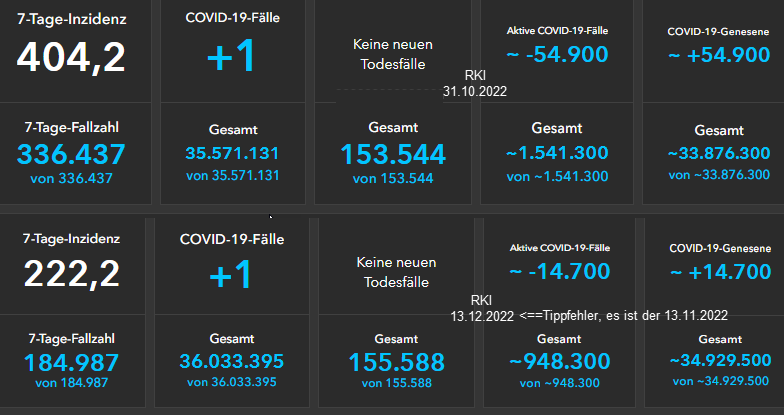 7-Tage-Inzidenz
404,2
COVID-19-Fälle
+1
Keine neuen
Todesfälle
Aktive COVID-19-Fälle
~ -54.900
COVID-19-Genesene
~ +54.900
RKI
31.10.2022
7-Tage-Fallzahl
336.437
von 336.437
Gesamt
35.571.131
von 35.571.131
Gesamt
153.544
von 153.544
Gesamt
~1.541.300
von ~1.541.300
Gesamt
~33.876.300
von ~33.876.300
7-Tage-Inzidenz
222,2
COVID-19-Fälle
+1
Keine neuen
Todesfälle
Aktive COVID-19-Fälle
~ -14.700
COVID-19-Genesene
~ +14.700
RKI
13.12.2022 <==Tippfehler, es ist der 13.11.2022
7-Tage-Fallzahl
184.987
von 184.987
Gesamt
36.033.395
von 36.033.395
Gesamt
155.588
von 155.588
Gesamt
~948.300
von ~948.300
Gesamt
~34.929.500
von ~34.929.500